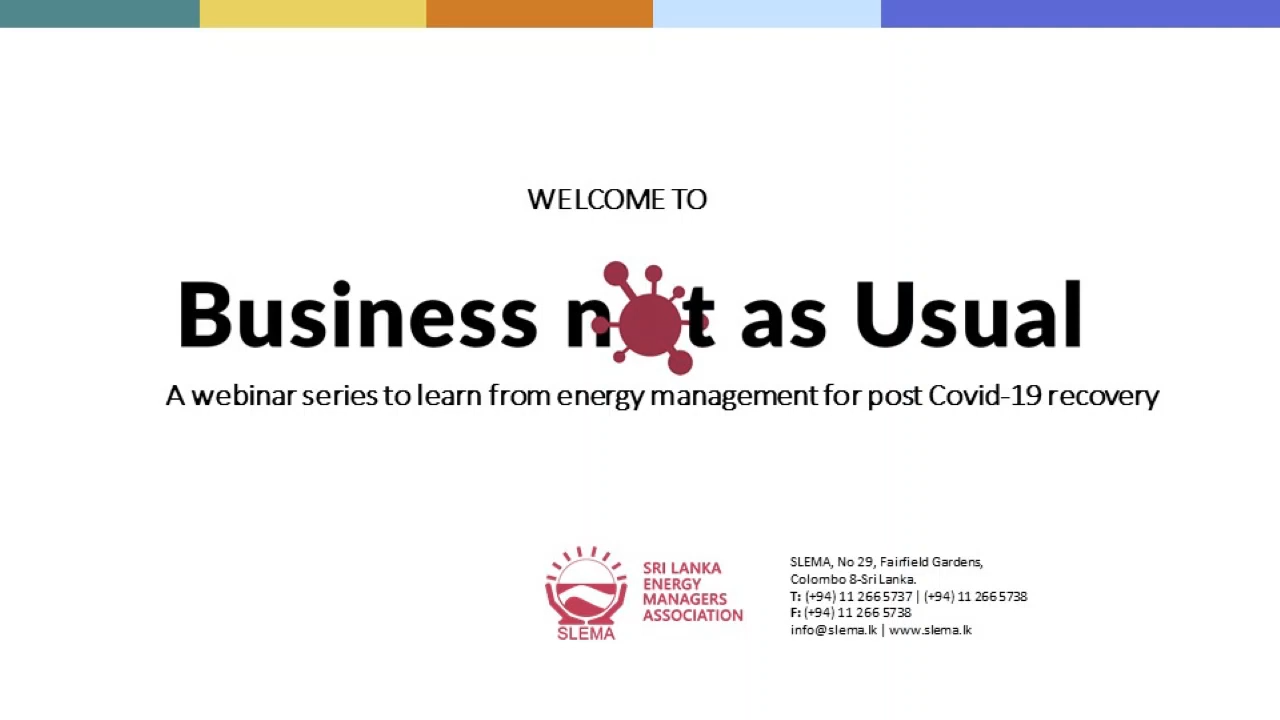 WELCOME TO
Business not as Usual
A webinar series to learn from energy management for post Covid-19 recovery
SRI LANKA
ENERGY
MANAGERS
ASSOCIATION
SLEMA
SLEMA, No 29, Fairfield Gardens,
Colombo 8-Sri Lanka.
T: (+94) 11 266 5737 | (+94) 11 266 5738
F: (+94) 11 266 5738
info@slema.lk | www.slema.lk